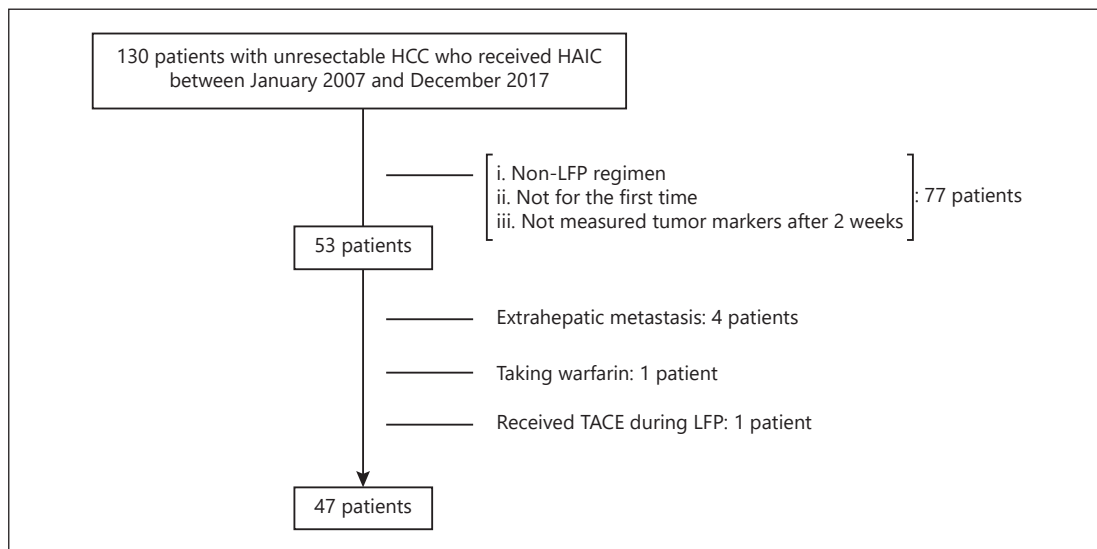 130 patients with unresectable HCC who received HAIC
between January 2007 and December 2017
i. Non-LFP regimen
ii. Not for the first time
iii. Not measured tumor markers after 2 weeks
: 77 patients
53 patients
Extrahepatic metastasis: 4 patients
Taking warfarin: 1 patient
Received TACE during LFP: 1 patient
47 patients